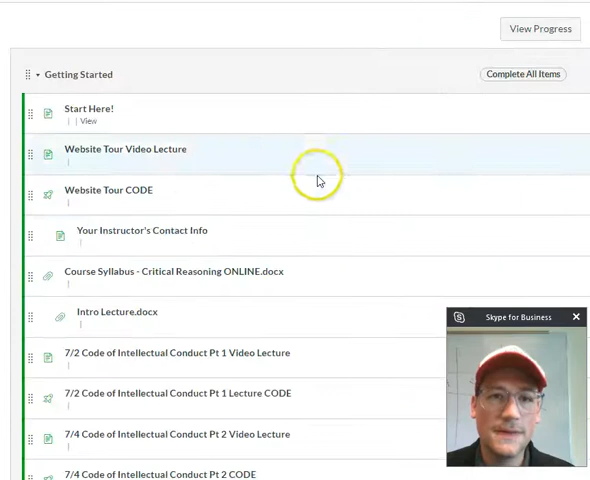 View Progress
Getting Started
Complete All Items
Start Here!
| | View
Website Tour Video Lecture
|
Website Tour CODE
|
Your Instructor's Contact Info
|
Course Syllabus - Critical Reasoning ONLINE.docx
|
Intro Lecture.docx
|
Skype for Business
7/2 Code of Intellectual Conduct Pt 1 Video Lecture
|
7/2 Code of Intellectual Conduct Pt 1 Lecture CODE
|
7/4 Code of Intellectual Conduct Pt 2 Video Lecture
|
7/4 Code of Intellectual Conduct Pt 2 CODE